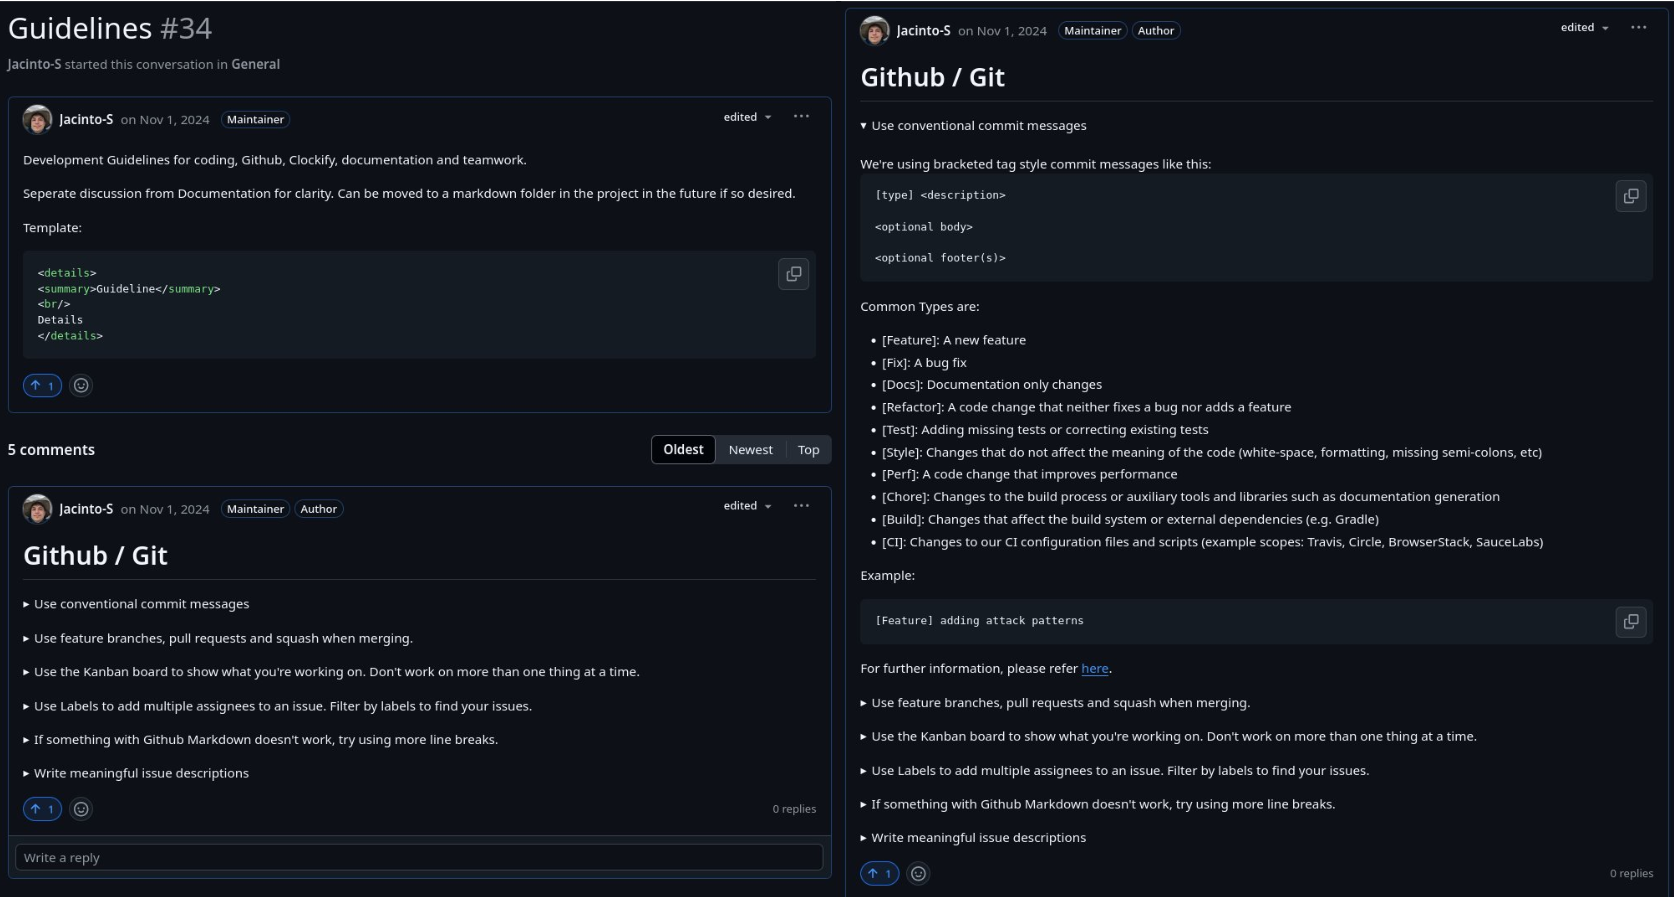 Guidelines #34
Jacinto-S started this conversation in General
Jacinto-S on Nov 1, 2024 Maintainer edited
Development Guidelines for coding, Github, Clockify, documentation and teamwork.
Seperate discussion from Documentation for clarity. Can be moved to a markdown folder in the project in the future if so desired.
Template:
<details>
<summary>Guideline</summary>
<br/>
Details
</details>
1
5 comments
Oldest Newest Top
Jacinto-S on Nov 1, 2024 Maintainer Author edited
Github / Git
Use conventional commit messages
Use feature branches, pull requests and squash when merging.
Use the Kanban board to show what you're working on. Don't work on more than one thing at a time.
Use Labels to add multiple assignees to an issue. Filter by labels to find your issues.
If something with Github Markdown doesn't work, try using more line breaks.
Write meaningful issue descriptions
1 0 replies
Write a reply
Jacinto-S on Nov 1, 2024 Maintainer Author edited
Github / Git
Use conventional commit messages
We're using bracketed tag style commit messages like this:
[type] <description>
<optional body>
<optional footer(s)>
Common Types are:
• [Feature]: A new feature
• [Fix]: A bug fix
• [Docs]: Documentation only changes
• [Refactor]: A code change that neither fixes a bug nor adds a feature
• [Test]: Adding missing tests or correcting existing tests
• [Style]: Changes that do not affect the meaning of the code (white-space, formatting, missing semi-colons, etc)
• [Perf]: A code change that improves performance
• [Chore]: Changes to the build process or auxiliary tools and libraries such as documentation generation
• [Build]: Changes that affect the build system or external dependencies (e.g. Gradle)
• [CI]: Changes to our CI configuration files and scripts (example scopes: Travis, Circle, BrowserStack, SauceLabs)
Example:
[Feature] adding attack patterns
For further information, please refer here.
Use feature branches, pull requests and squash when merging.
Use the Kanban board to show what you're working on. Don't work on more than one thing at a time.
Use Labels to add multiple assignees to an issue. Filter by labels to find your issues.
If something with Github Markdown doesn't work, try using more line breaks.
Write meaningful issue descriptions
1 0 replies